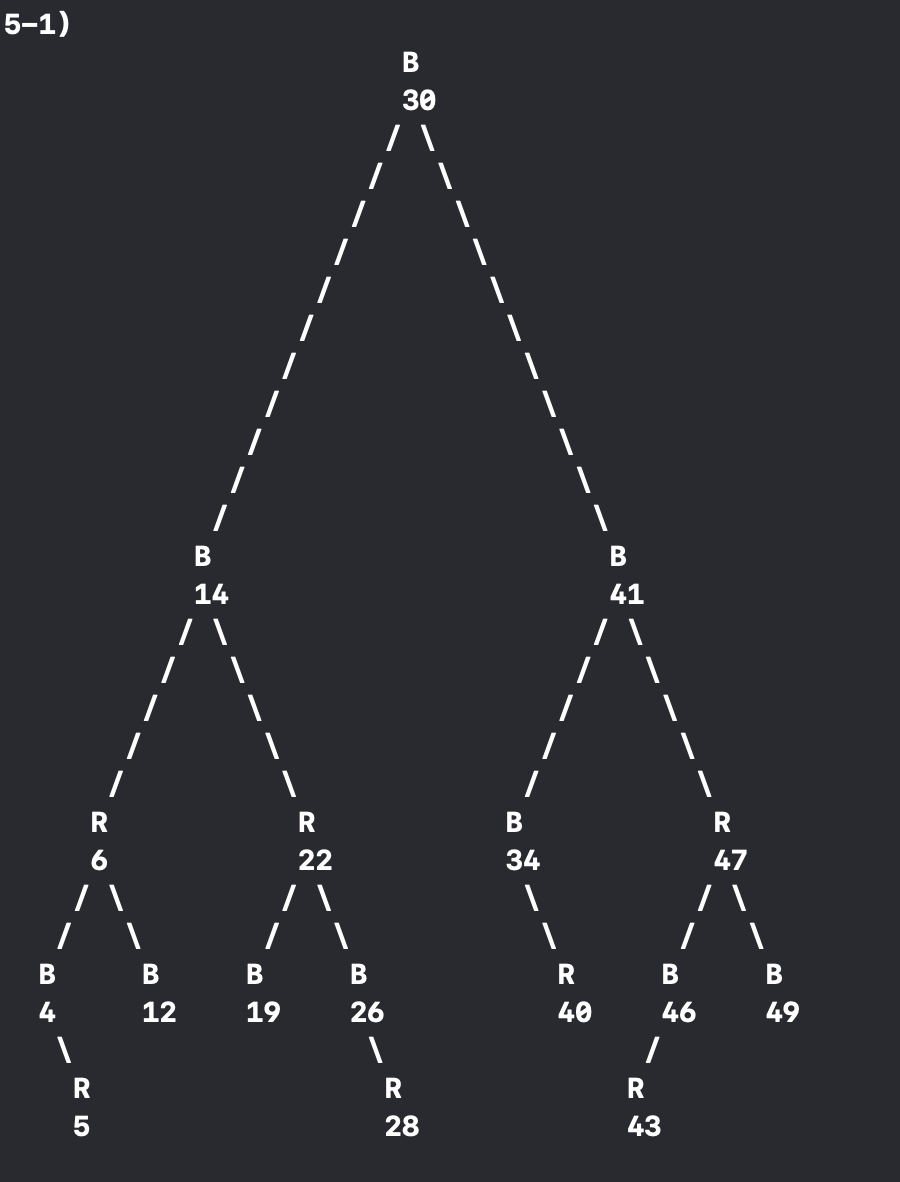 5–1)
B
30
/ \
/ \
/ \
/ \
/ \
/ \
/ \
/ \
/ \
/ \
/ \
B B
14 41
/ \ / \
/ \ / \
/ \ / \
/ \ / \
/ \ / \
R R B R
6 22 34 47
/ \ / \ \ / \
/ \ / \ \ / \
B B B B R B B
4 12 19 26 40 46 49
\ \ /
R R R
5 28 43